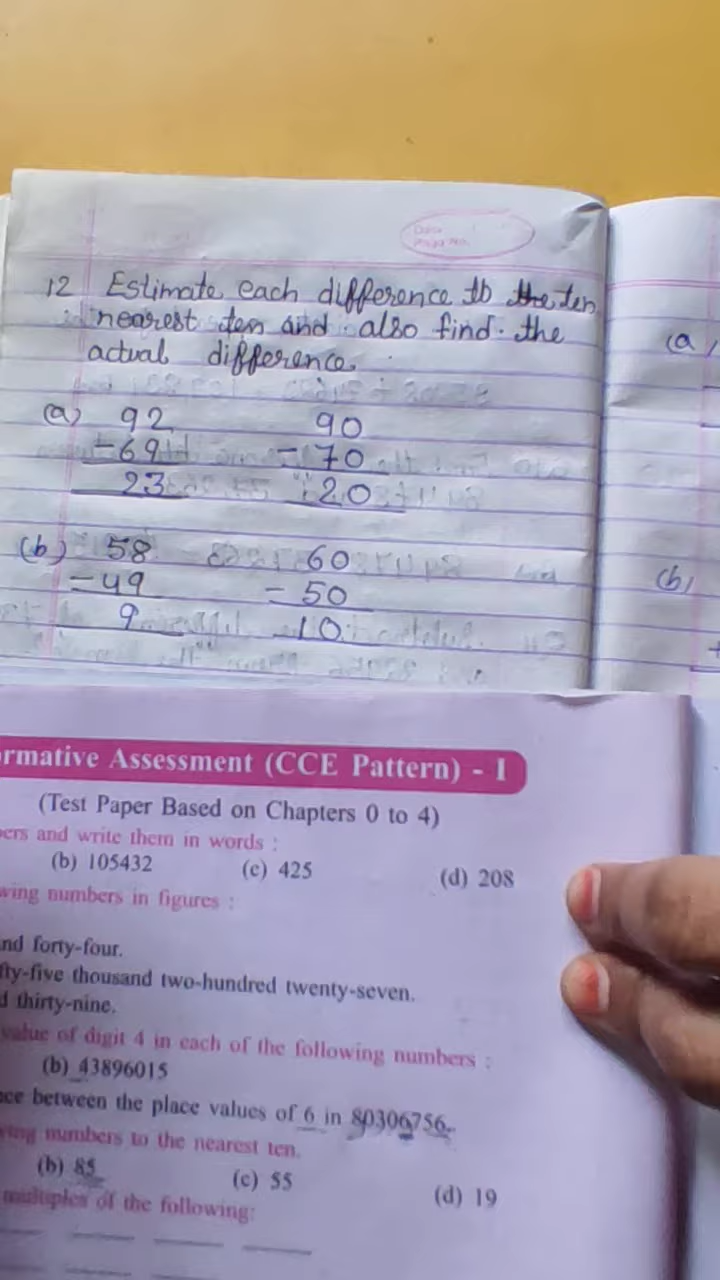 Date
Page No.
12 Estimate each difference to the ten
nearest ten and also find the
actual difference.
(a) 92 90
-69 -70
23 20
(b) 58 60
-49 -50
9 10
(a)
(b)
+
rmative Assessment (CCE Pattern) - I
(Test Paper Based on Chapters 0 to 4)
bers and write them in words :
(b) 105432 (c) 425 (d) 208
wing numbers in figures :
nd forty-four.
fty-five thousand two-hundred twenty-seven.
d thirty-nine.
value of digit 4 in each of the following numbers :
(b) 43896015
nce between the place values of 6 in 80306756.
wing numbers to the nearest ten.
(b) 85 (c) 55 (d) 19
multiples of the following: